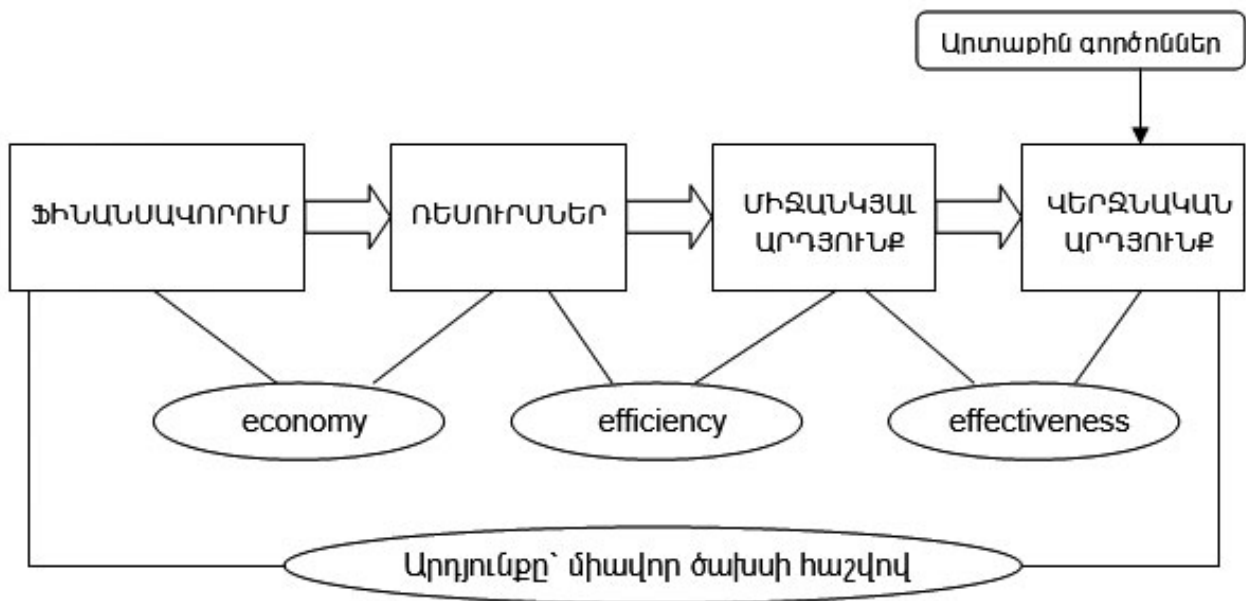 Արտաքին գործոններ
ՖԻՆԱՆՍԱՎՈՐՈՒՄ
ՌԵՍՈՒՐՍՆԵՐ
ՄԻՋԱՆԿՅԱԼ
ԱՐԴՅՈՒՆՔ
ՎԵՐՋՆԱԿԱՆ
ԱՐԴՅՈՒՆՔ
economy
efficiency
effectiveness
Արդյունքը՝ միավոր ծախսի հաշվով